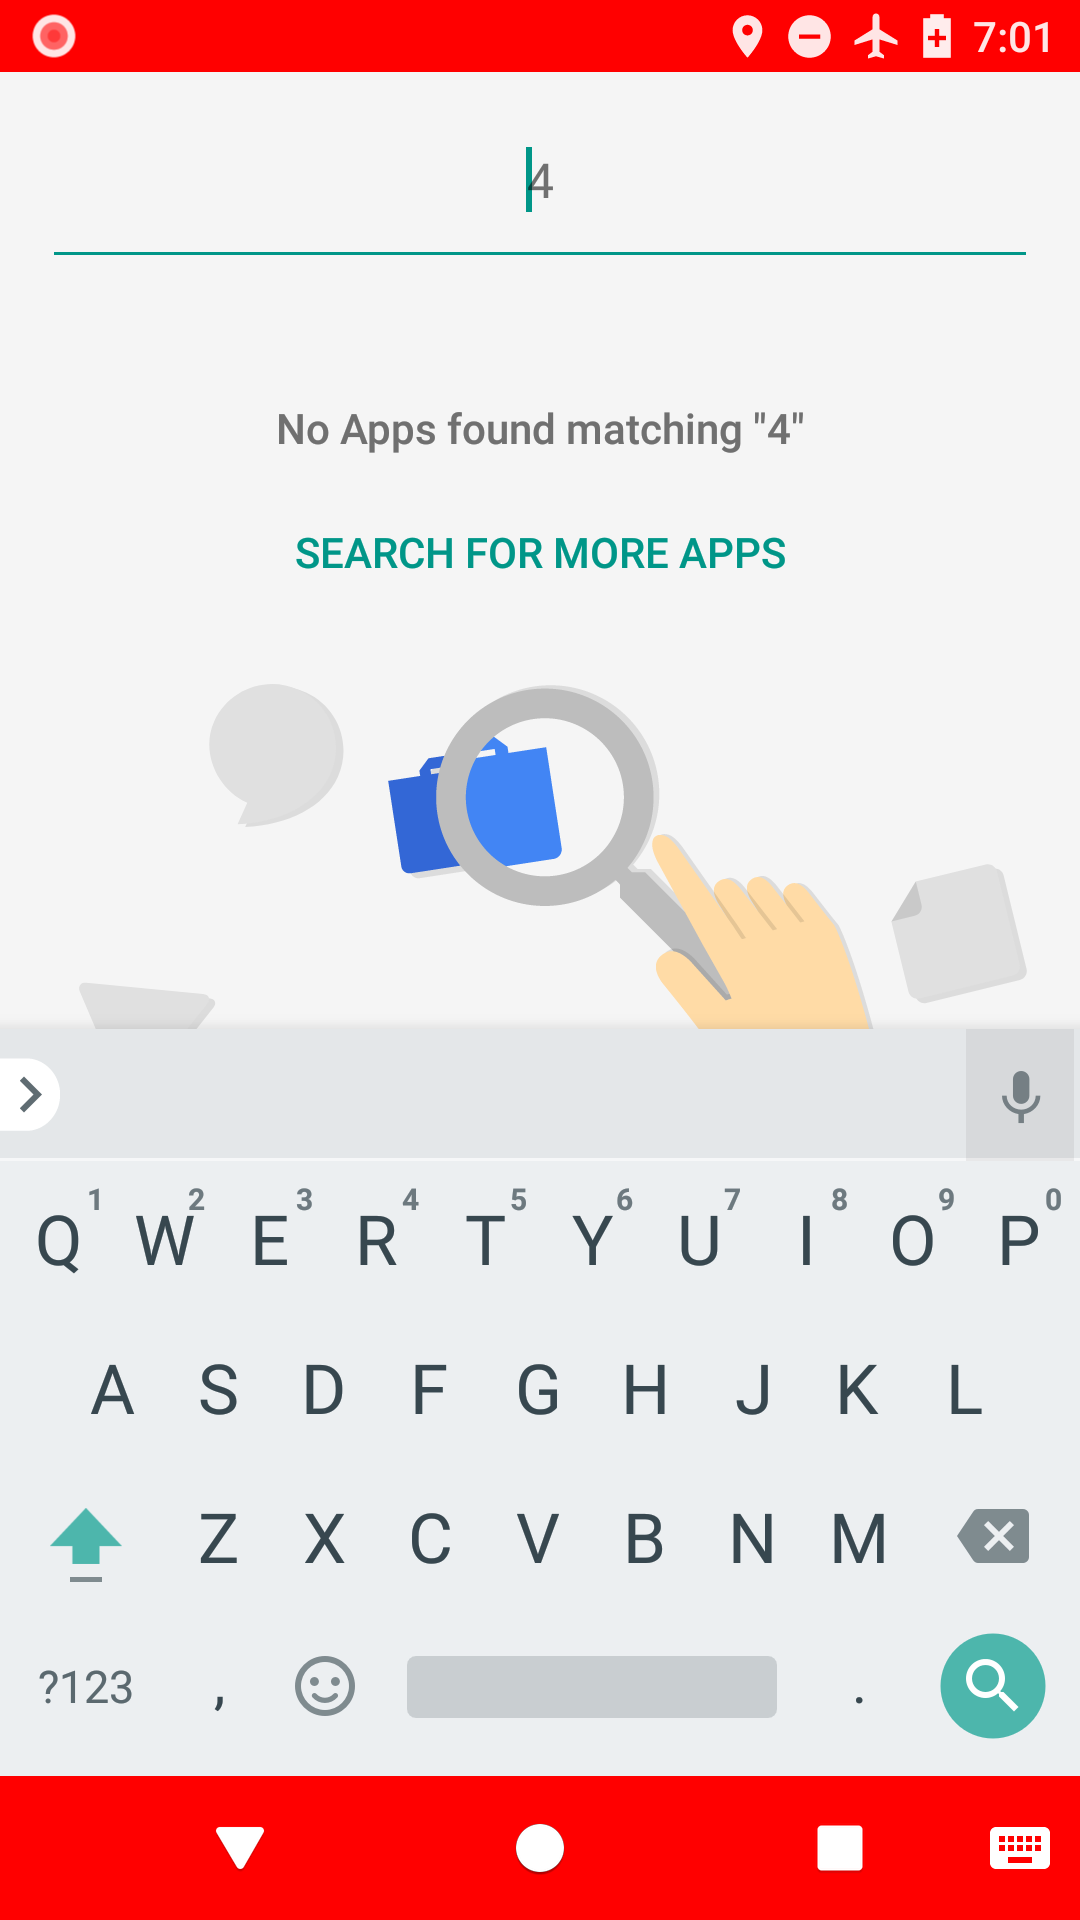 7:01
4
No Apps found matching "4"
SEARCH FOR MORE APPS
1 2 3 4 5 6 7 8 9 0
Q W E R T Y U I O P
A S D F G H J K L
Z X C V B N M
?123 , .